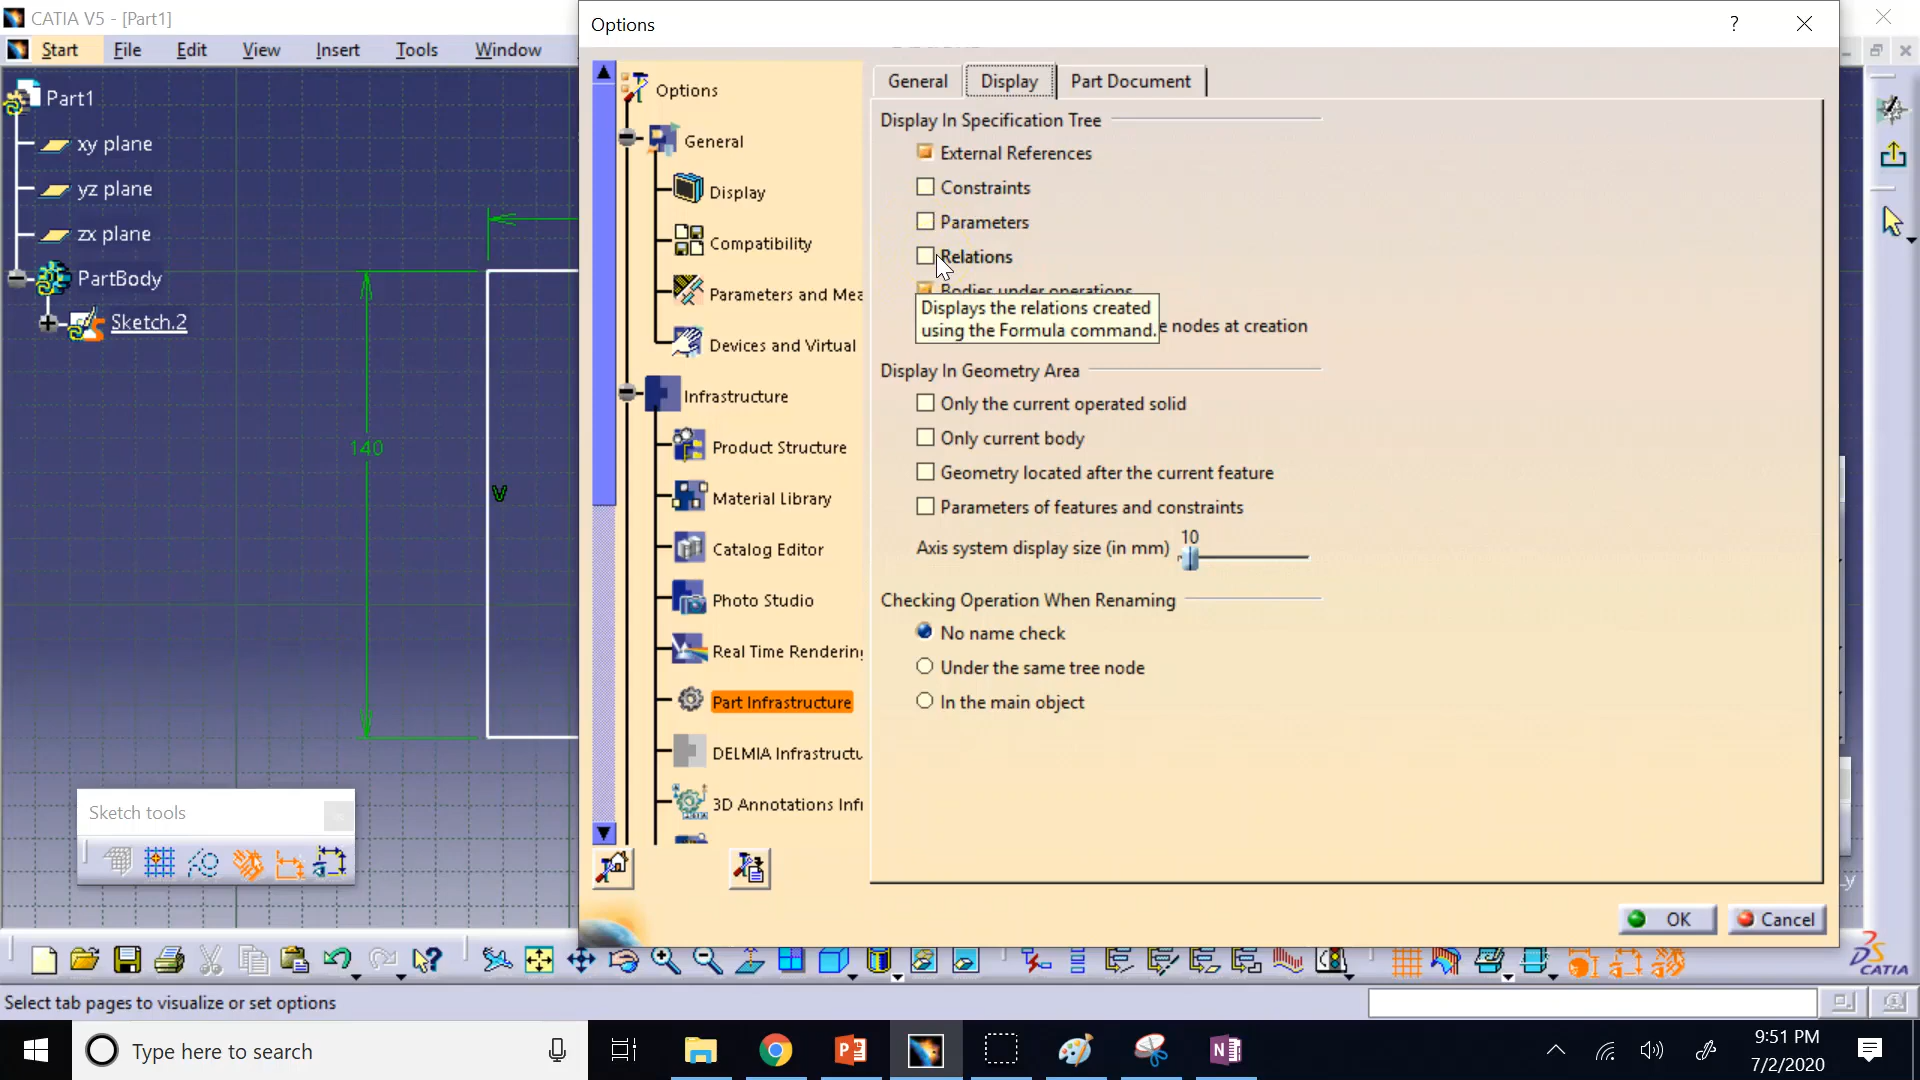 CATIA V5 - [Part1]
Start File Edit View Insert Tools Window
Part1
xy plane
yz plane
zx plane
PartBody
Sketch.2
140
V
Sketch tools
Options
?
Options
General
Display
Compatibility
Parameters and Mea
Devices and Virtual
Infrastructure
Product Structure
Material Library
Catalog Editor
Photo Studio
Real Time Rendering
Part Infrastructure
DELMIA Infrastructu
3D Annotations Infr
General Display Part Document
Display In Specification Tree
External References
Constraints
Parameters
Relations
Bodies under operations
Displays the relations created
using the Formula command.
e nodes at creation
Display In Geometry Area
Only the current operated solid
Only current body
Geometry located after the current feature
Parameters of features and constraints
Axis system display size (in mm) 10
Checking Operation When Renaming
No name check
Under the same tree node
In the main object
OK Cancel
CATIA
Select tab pages to visualize or set options
Type here to search
9:51 PM
7/2/2020